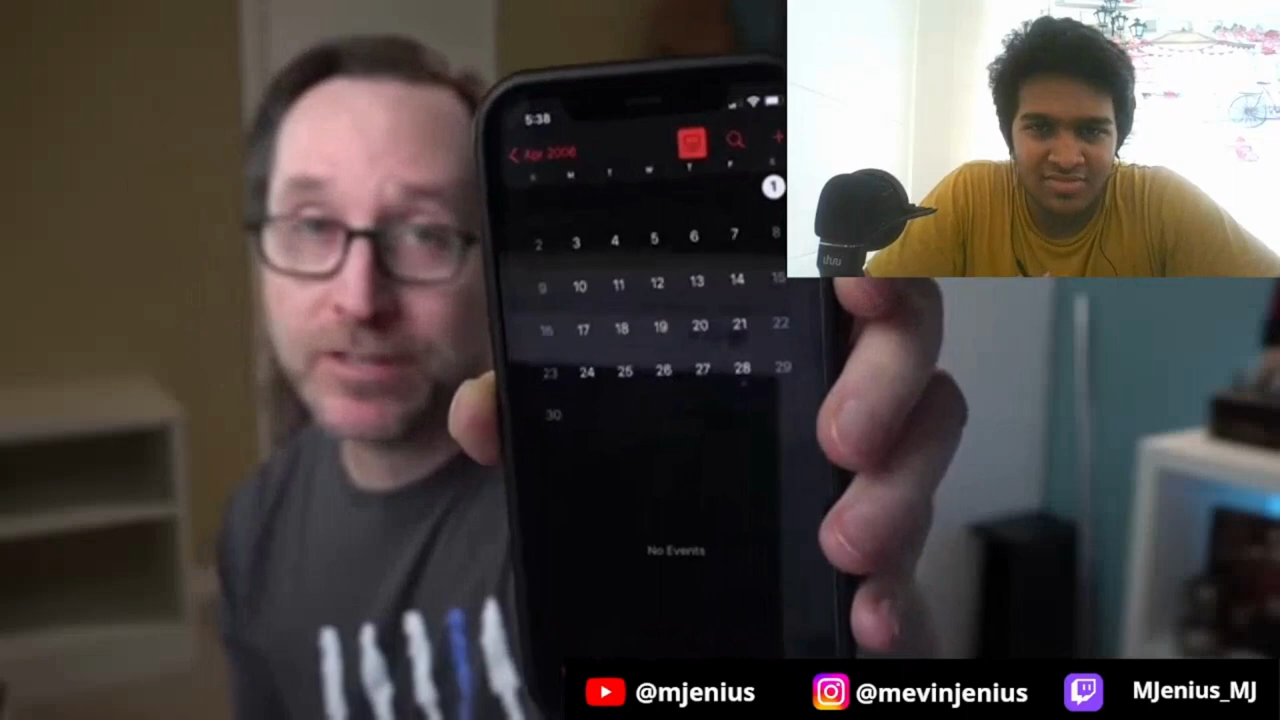 5:38
Apr 2006
S M T W T F S
1
2 3 4 5 6 7 8
9 10 11 12 13 14 15
16 17 18 19 20 21 22
23 24 25 26 27 28 29
30
No Events
@mjenius @mevinjenius MJenius_MJ